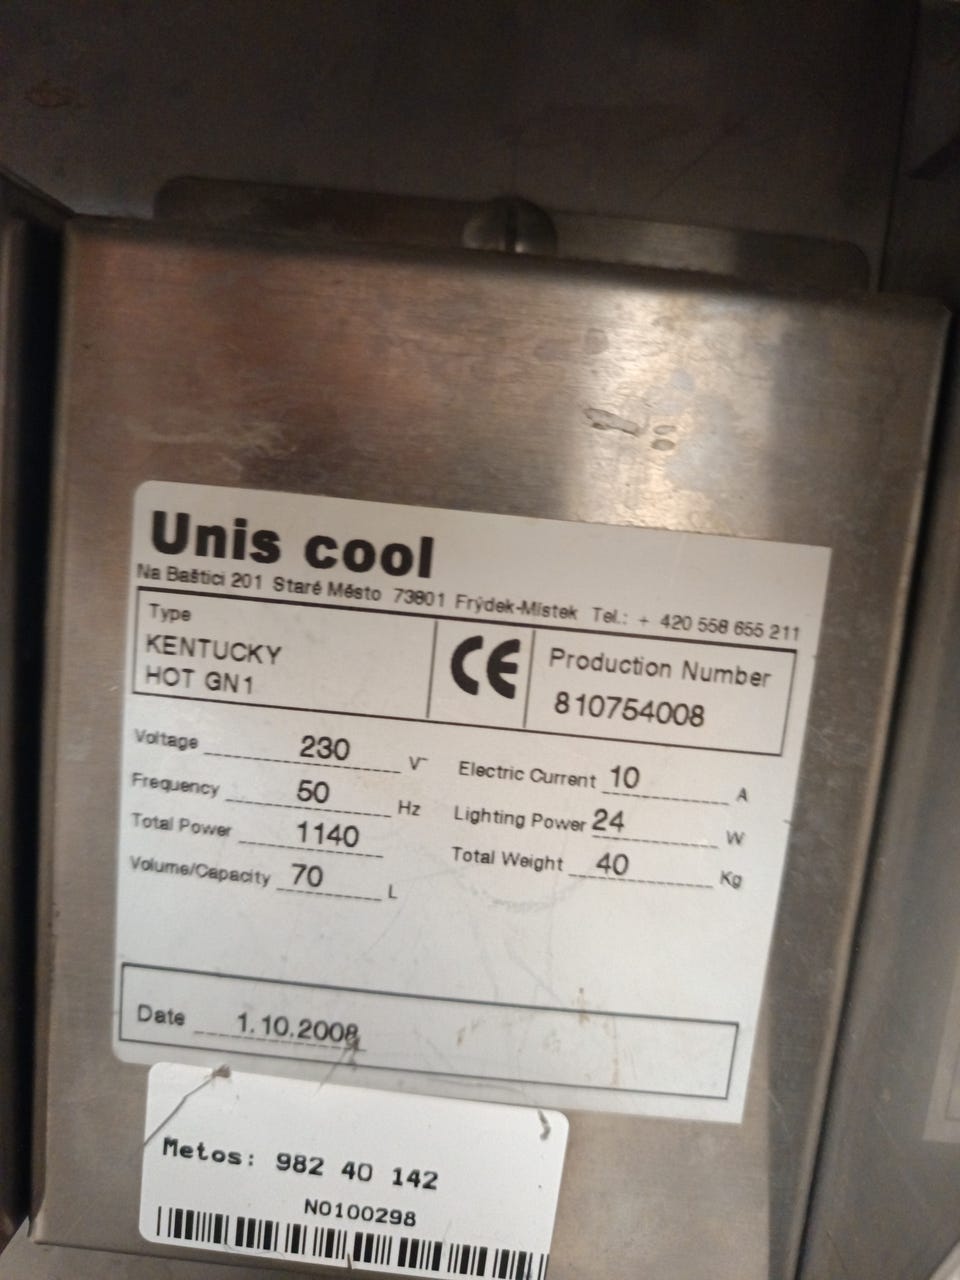 Unis cool
Na Baštici 201 Staré Město 73801 Frýdek-Místek Tel.: + 420 558 655 211
Type
KENTUCKY
HOT GN1
CE
Production Number
810754008
Voltage 230 V~
Frequency 50 Hz
Total Power 1140
Volume/Capacity 70 L
Electric Current 10 A
Lighting Power 24 W
Total Weight 40 Kg
Date 1.10.2008
Metos: 982 40 142
NO100298